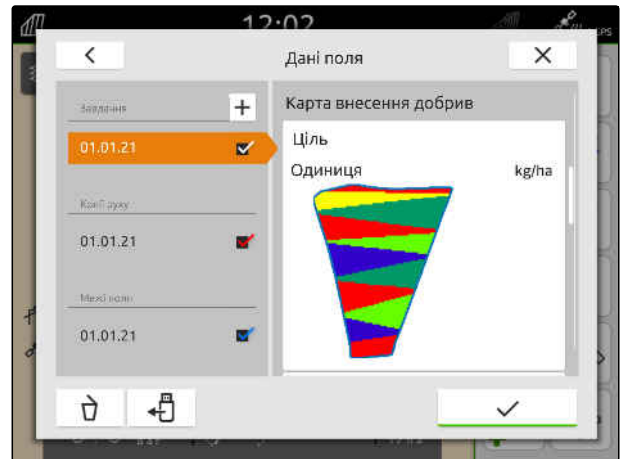 12:02
GPS
Дані поля
Завдання
Карта внесення добрив
01.01.21
Ціль
Одиниця kg/ha
Колії руху
01.01.21
Межі поля
01.01.21